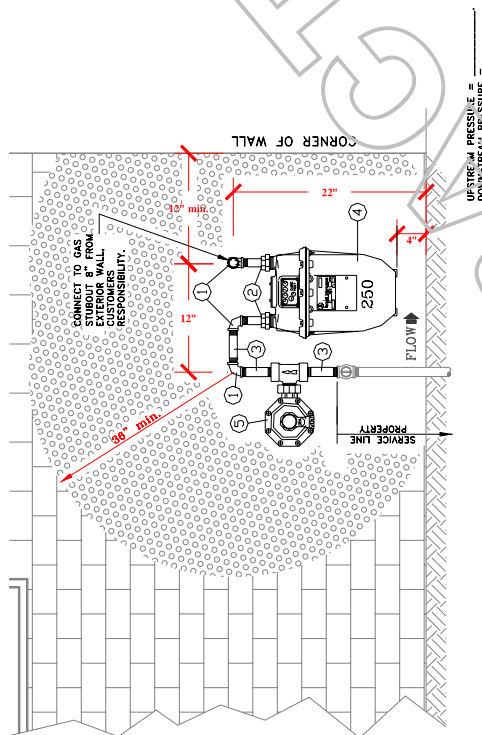 CORNER OF WALL
12" min.
22"
4"
CONNECT TO GAS
STUBOUT 8" FROM
EXTERIOR WALL,
CUSTOMERS
RESPONSIBILITY.
12"
36" min.
1
2
1
3
3
4
5
250
FLOW
SERVICE LINE
PROPERTY
UPSTREAM PRESSURE =
DOWNSTREAM PRESSURE =